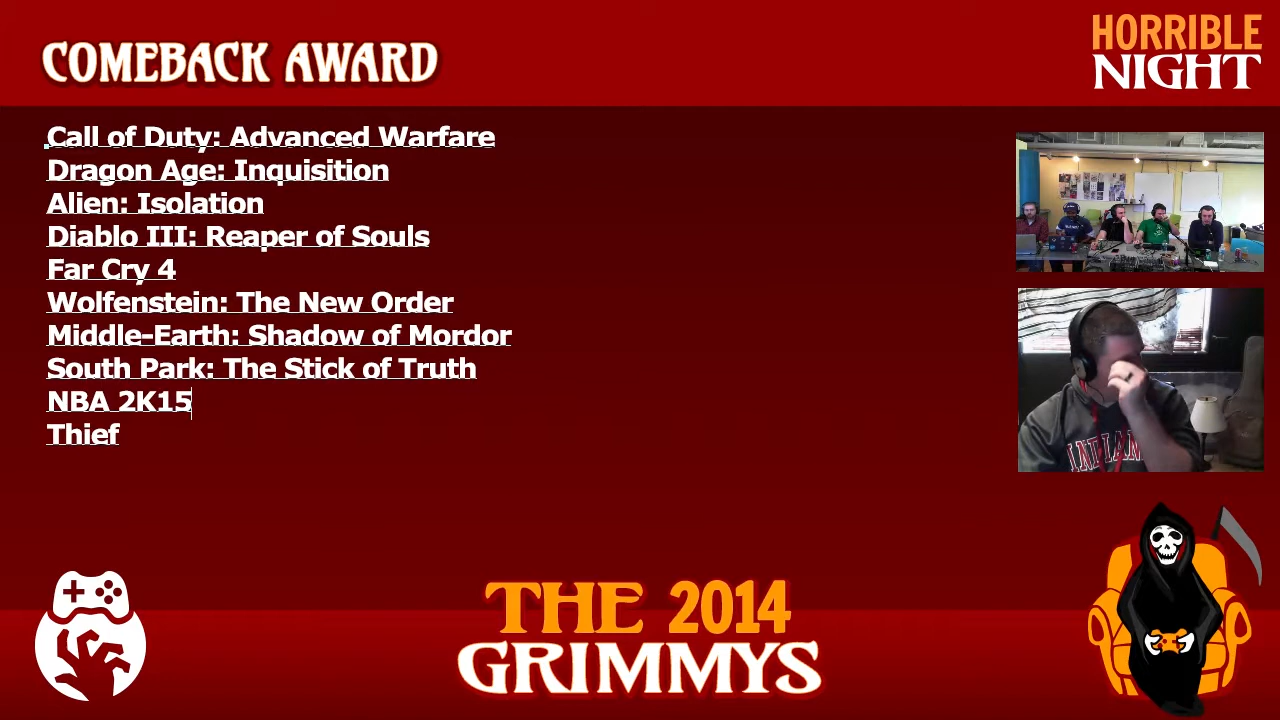 COMEBACK AWARD
HORRIBLE
NIGHT
Call of Duty: Advanced Warfare
Dragon Age: Inquisition
Alien: Isolation
Diablo III: Reaper of Souls
Far Cry 4
Wolfenstein: The New Order
Middle-Earth: Shadow of Mordor
South Park: The Stick of Truth
NBA 2K15
Thief
THE 2014
GRIMMYS